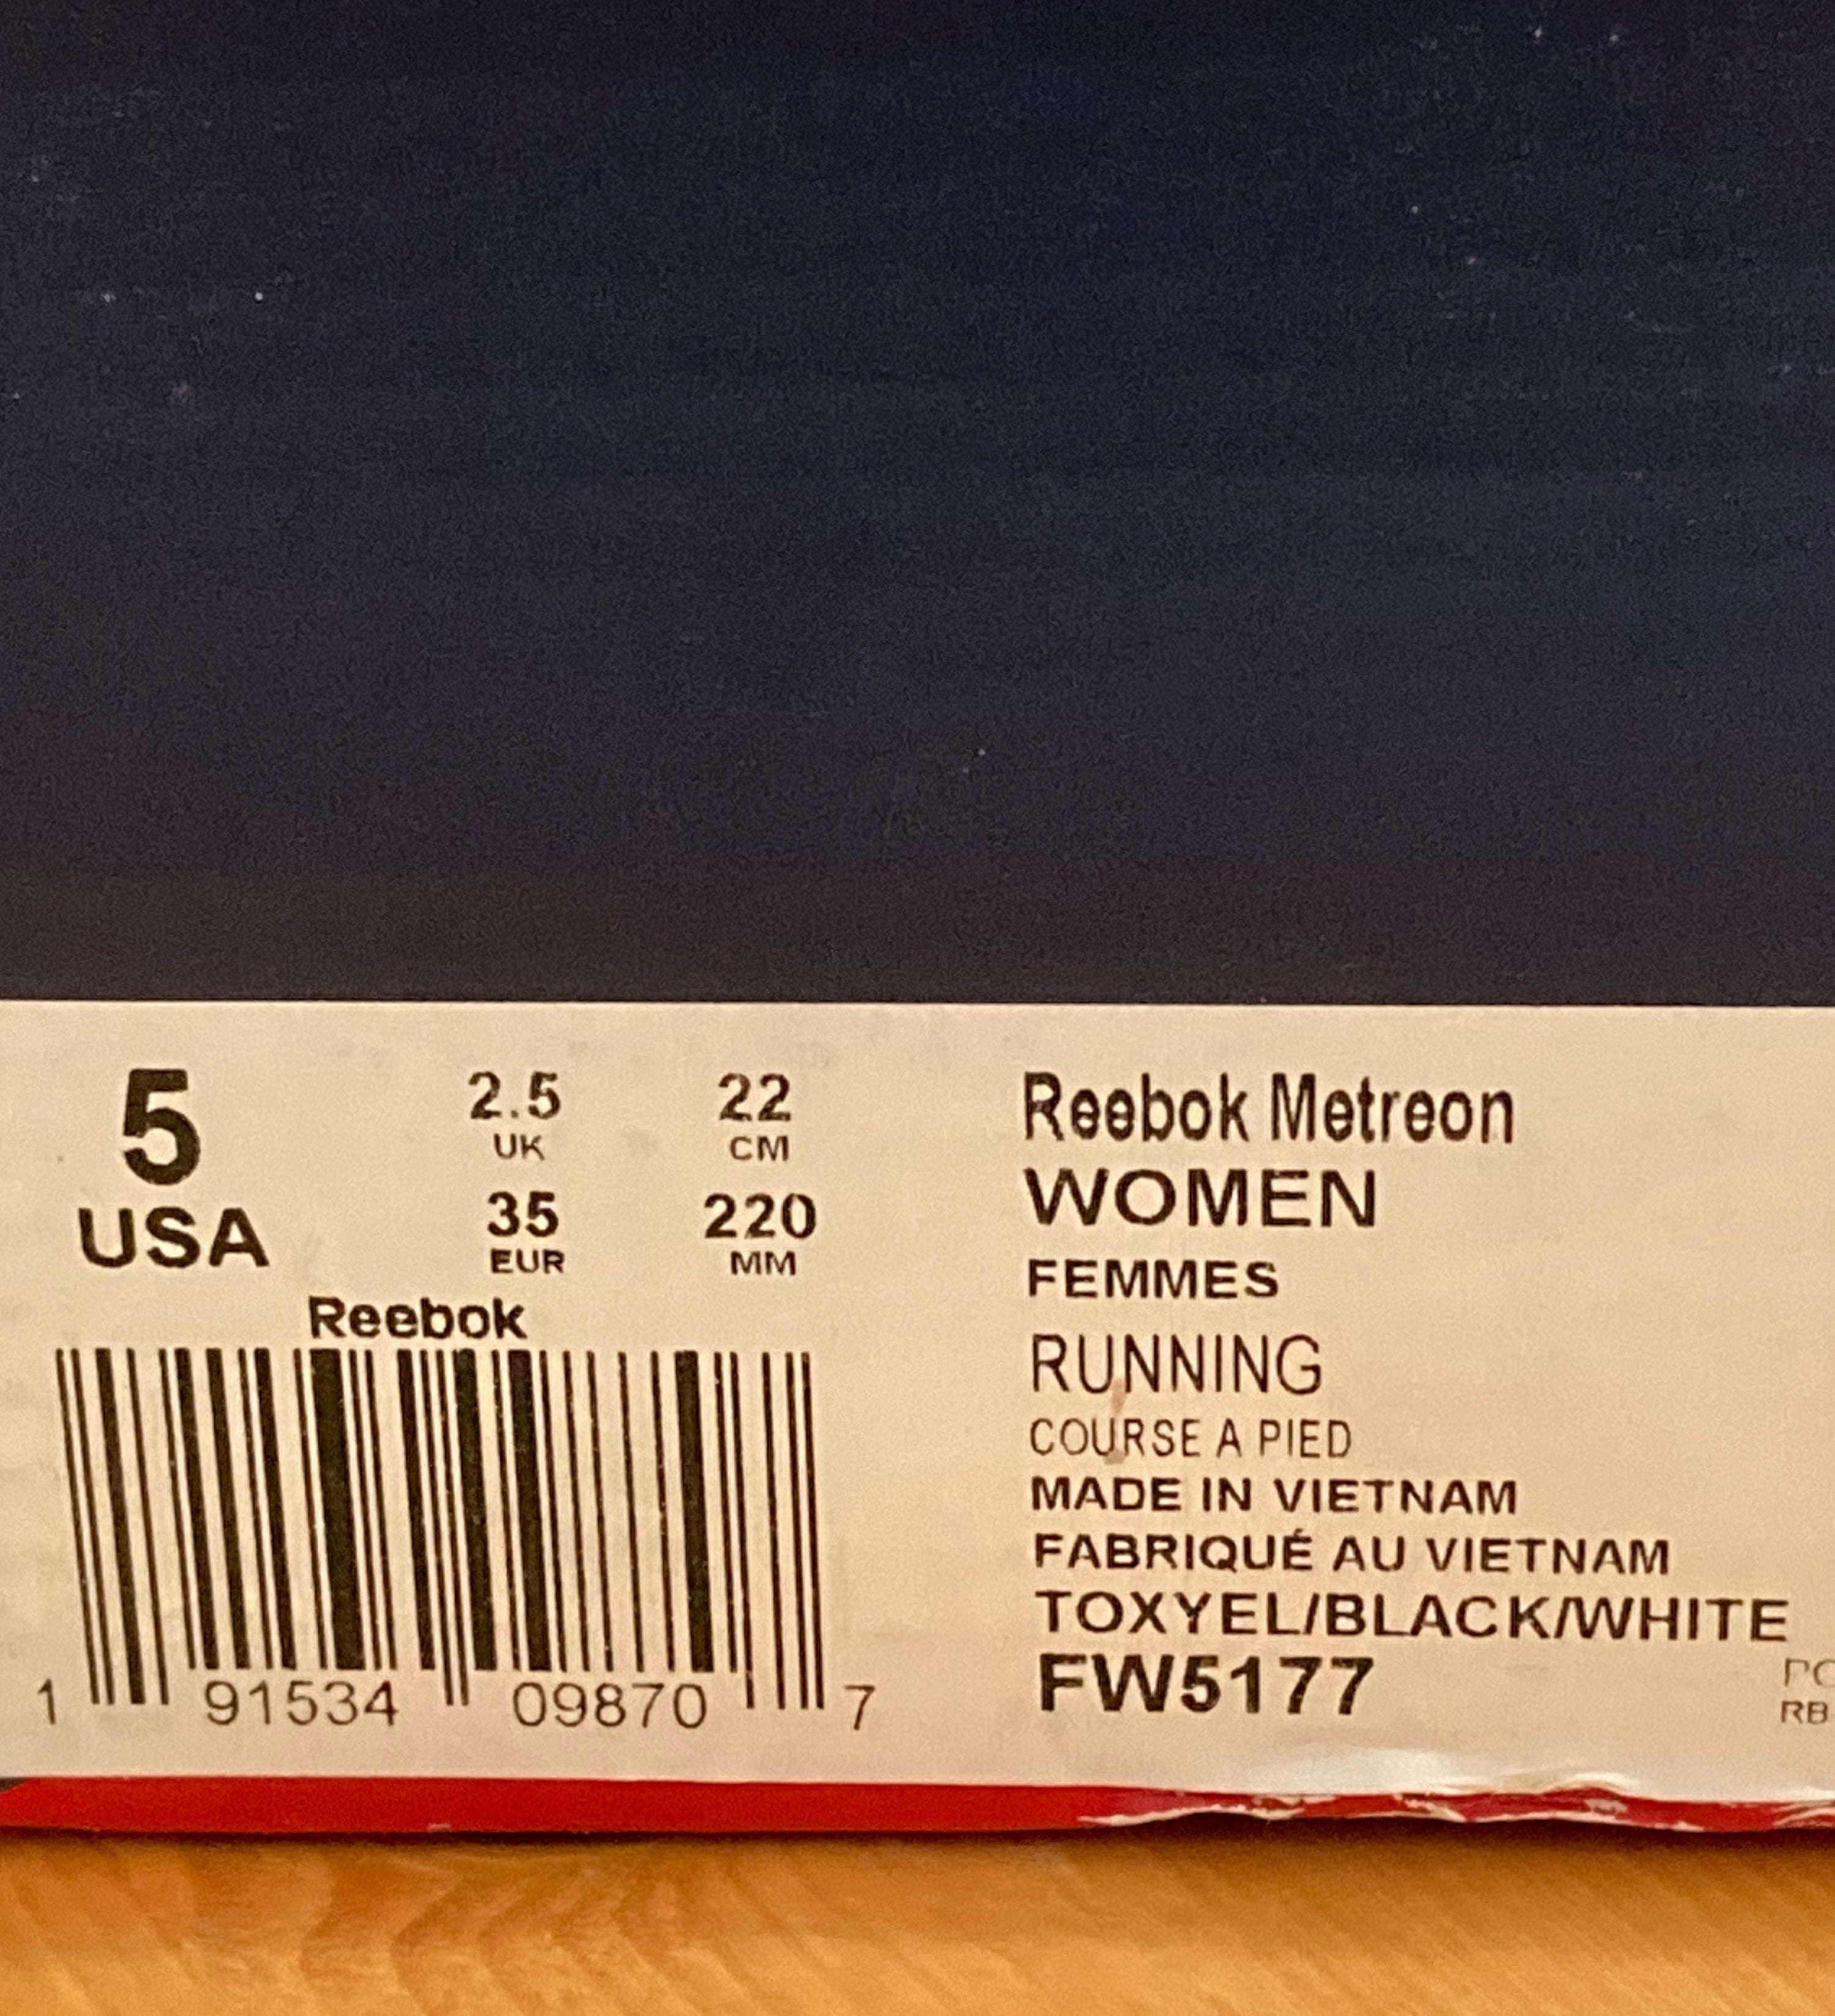 5
USA
2.5
UK
22
CM
35
EUR
220
MM
Reebok
1 91534 09870 7
Reebok Metreon
WOMEN
FEMMES
RUNNING
COURSE A PIED
MADE IN VIETNAM
FABRIQUÉ AU VIETNAM
TOXYEL/BLACK/WHITE
FW5177
RB